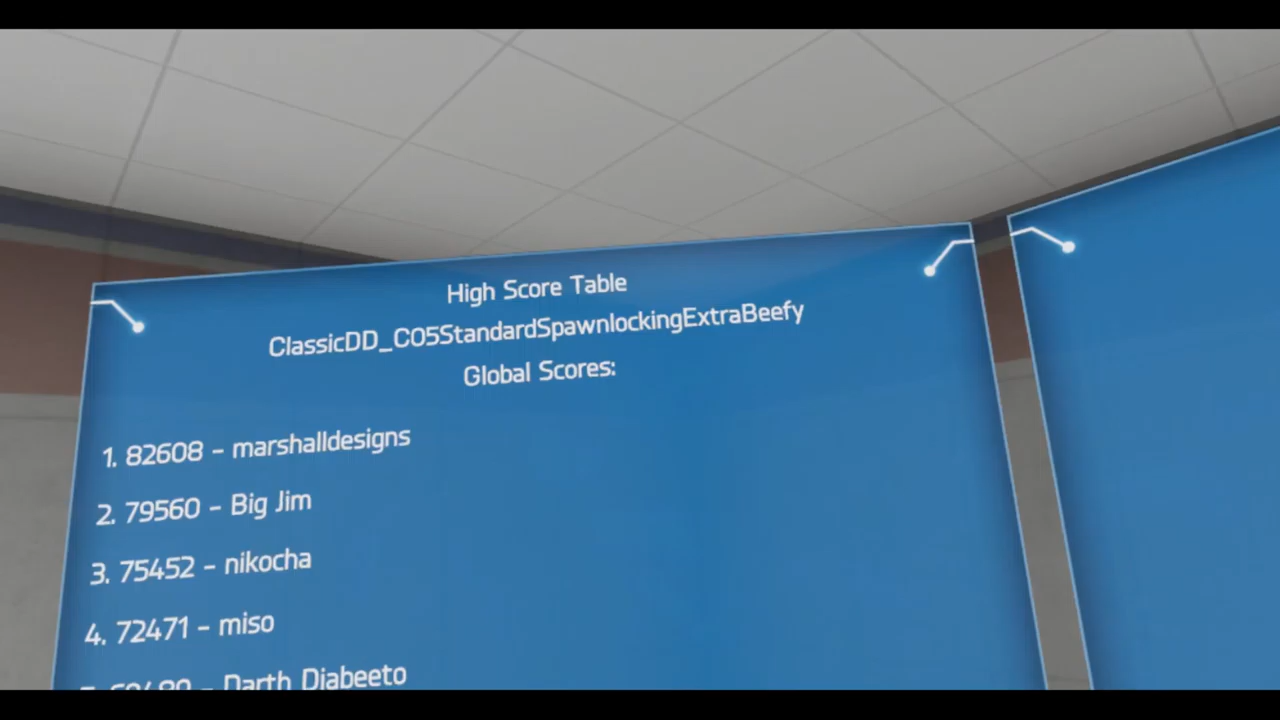 High Score Table
ClassicDD_C05StandardSpawnlockingExtraBeefy
Global Scores:
1. 82608 - marshalldesigns
2. 79560 - Big Jim
3. 75452 - nikocha
4. 72471 - miso
- Darth Diabeeto